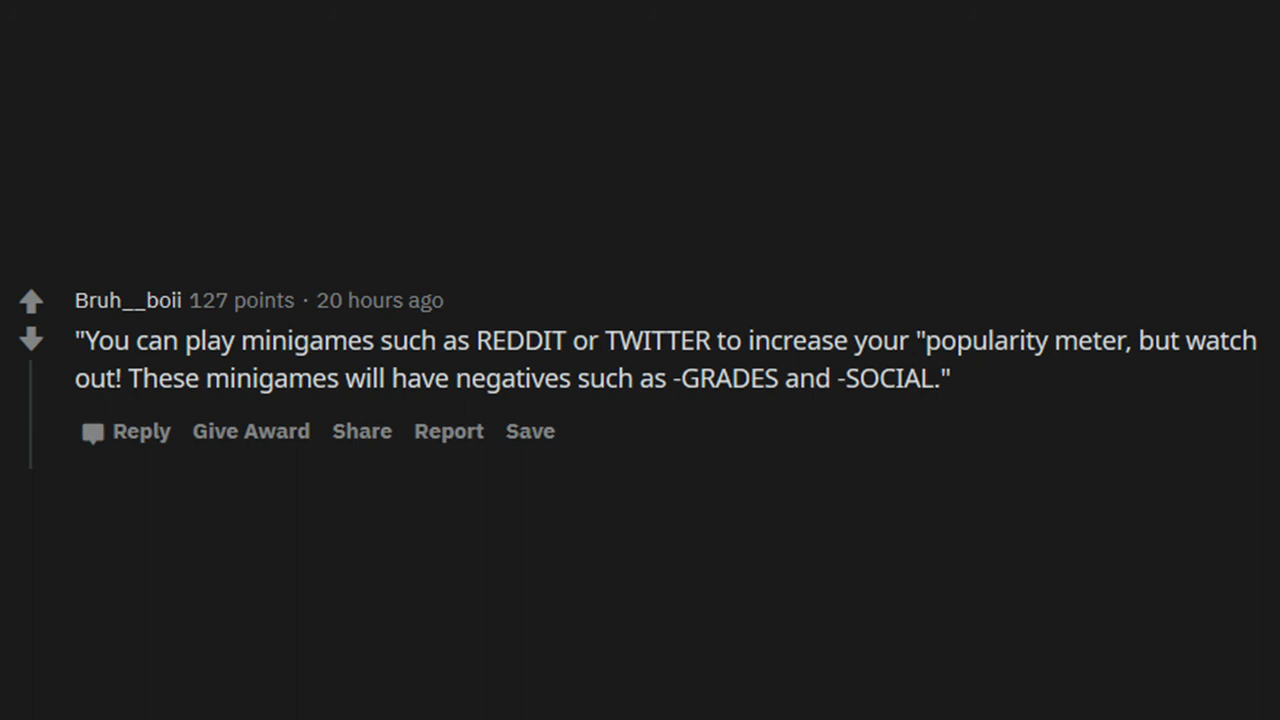 Bruh__boii 127 points · 20 hours ago
"You can play minigames such as REDDIT or TWITTER to increase your "popularity meter, but watch
out! These minigames will have negatives such as -GRADES and -SOCIAL."
Reply Give Award Share Report Save